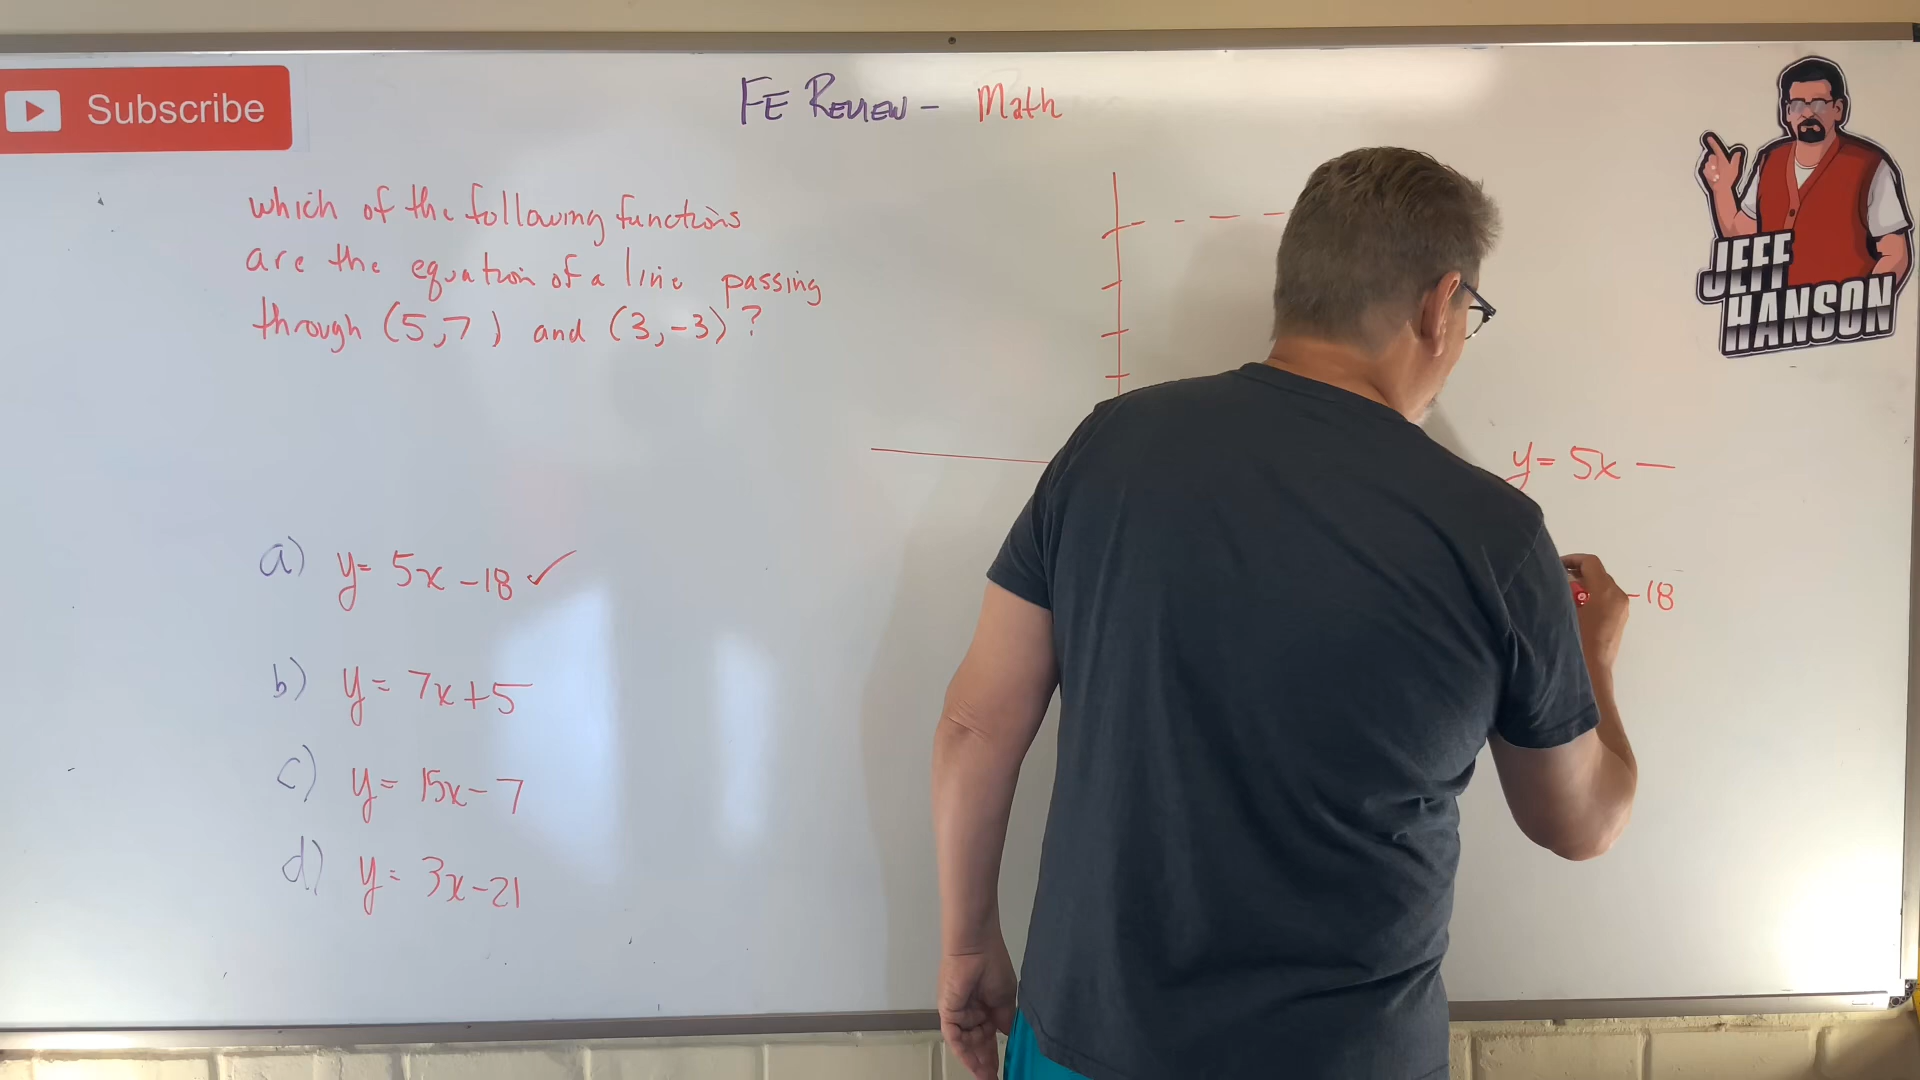 Subscribe
FE REVIEW - Math
which of the following functions
are the equation of a line passing
through (5,7) and (3,-3)?
a) y= 5x -18 ✓
b) y= 7x+5
c) y= 15x-7
d) y= 3x-21
y= 5x —
-18
JEFF
HANSON